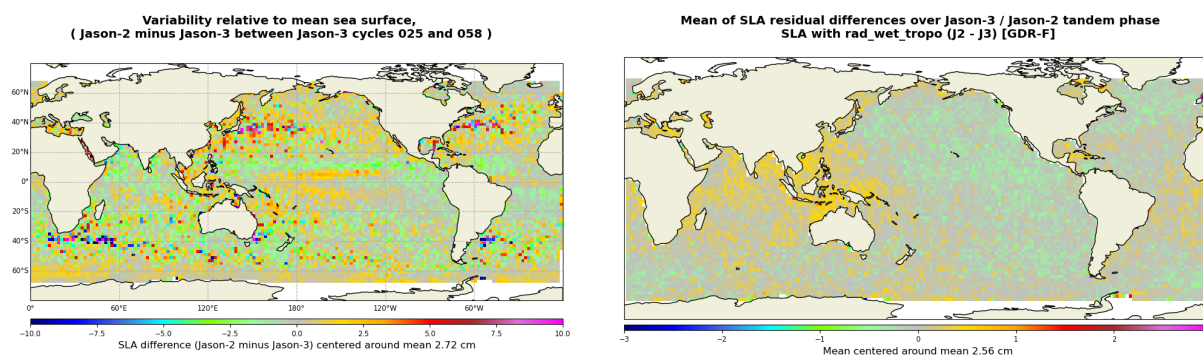 Variability relative to mean sea surface,
( Jason-2 minus Jason-3 between Jason-3 cycles 025 and 058 )
60°N
40°N
20°N
0°
20°S
40°S
60°S
60°E
120°E
180°
120°W
60°W
-10.0
-7.5
-5.0
-2.5
0.0
2.5
5.0
7.5
10.0
SLA difference (Jason-2 minus Jason-3) centered around mean 2.72 cm
Mean of SLA residual differences over Jason-3 / Jason-2 tandem phase
SLA with rad_wet_tropo (J2 - J3) [GDR-F]
−3
−2
−1
0
1
2
Mean centered around mean 2.56 cm